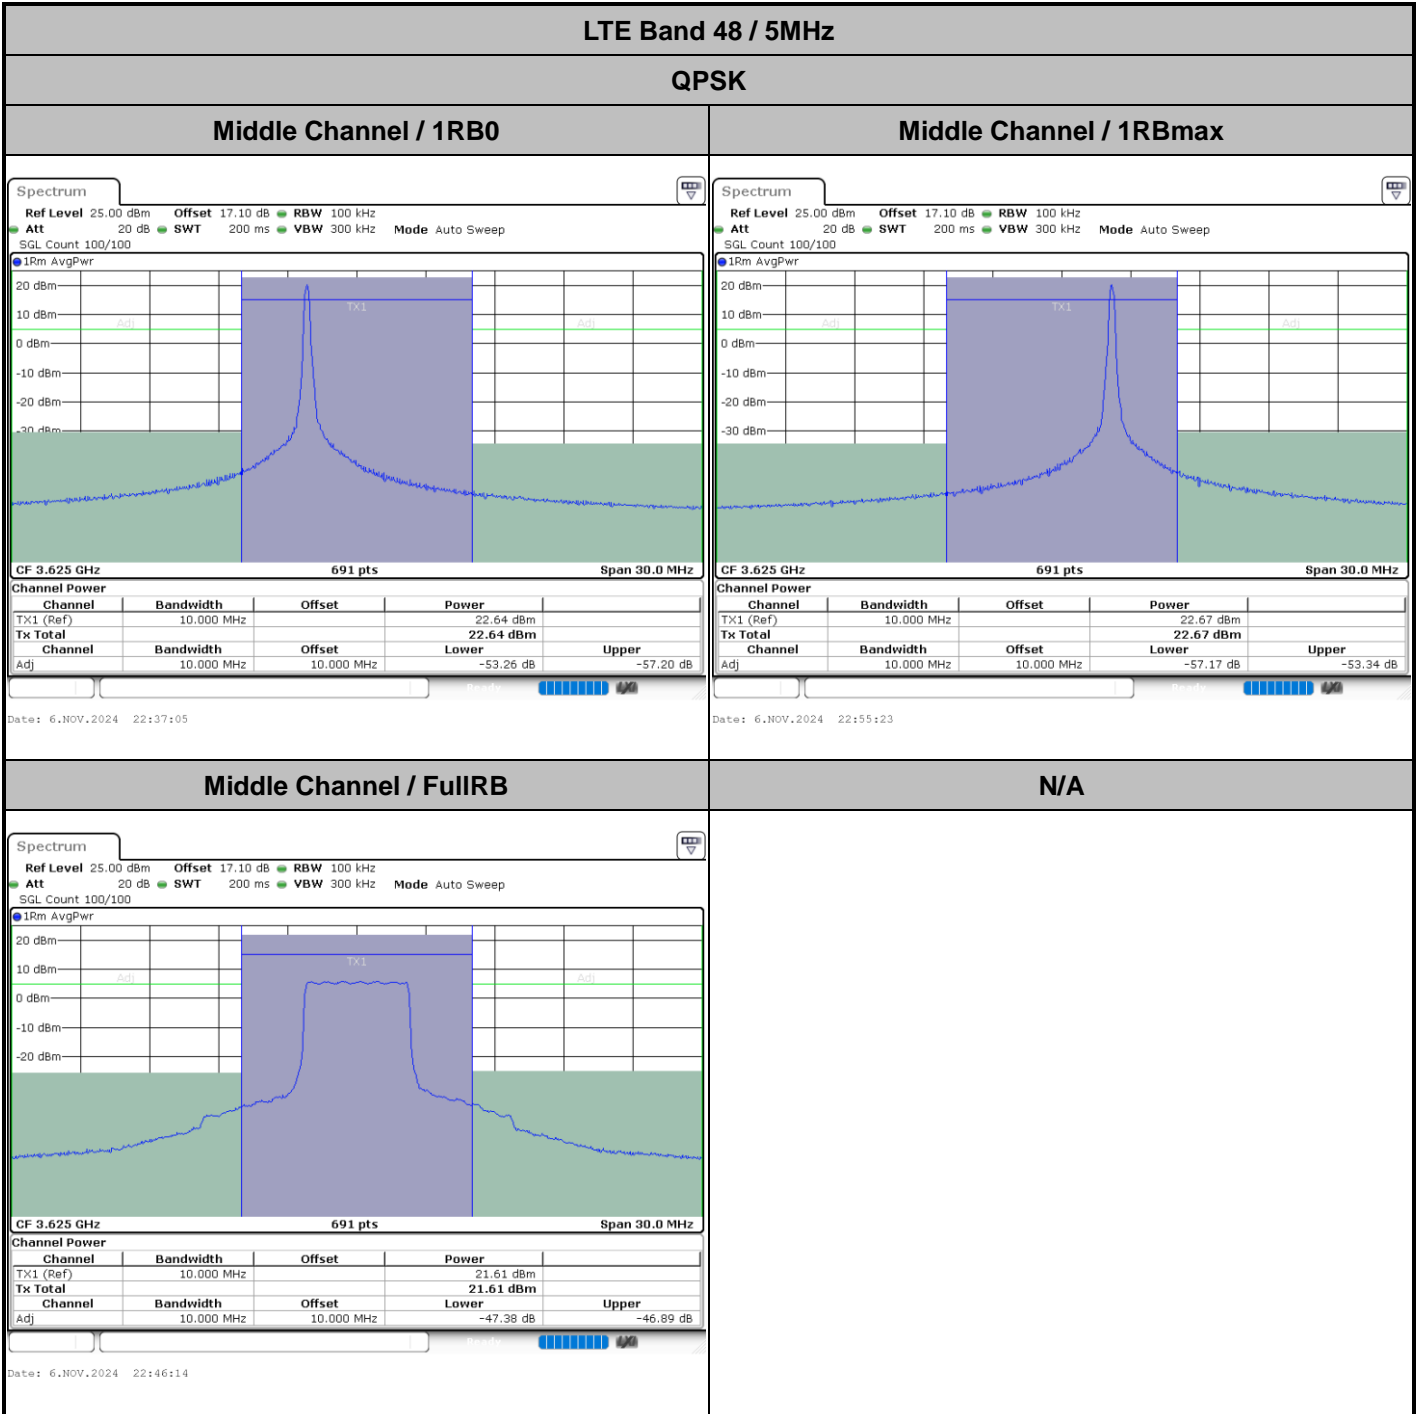 LTE Band 48 / 5MHz
QPSK
Middle Channel / 1RB0
Middle Channel / 1RBmax
Spectrum
Ref Level 25.00 dBm Offset 17.10 dB RBW 100 kHz
Att 20 dB SWT 200 ms VBW 300 kHz Mode Auto Sweep
SGL Count 100/100
1Rm AvgPwr
20 dBm
10 dBm
0 dBm
-10 dBm
-20 dBm
-30 dBm
Adj
TX1
Adj
CF 3.625 GHz 691 pts Span 30.0 MHz
Channel Power
Channel Bandwidth Offset Power
TX1 (Ref) 10.000 MHz 22.64 dBm
Tx Total 22.64 dBm
Channel Bandwidth Offset Lower Upper
Adj 10.000 MHz 10.000 MHz -53.26 dB -57.20 dB
Ready
Date: 6.NOV.2024 22:37:05
Spectrum
Ref Level 25.00 dBm Offset 17.10 dB RBW 100 kHz
Att 20 dB SWT 200 ms VBW 300 kHz Mode Auto Sweep
SGL Count 100/100
1Rm AvgPwr
20 dBm
10 dBm
0 dBm
-10 dBm
-20 dBm
-30 dBm
Adj
TX1
Adj
CF 3.625 GHz 691 pts Span 30.0 MHz
Channel Power
Channel Bandwidth Offset Power
TX1 (Ref) 10.000 MHz 22.67 dBm
Tx Total 22.67 dBm
Channel Bandwidth Offset Lower Upper
Adj 10.000 MHz 10.000 MHz -57.17 dB -53.34 dB
Ready
Date: 6.NOV.2024 22:55:23
Middle Channel / FullRB
N/A
Spectrum
Ref Level 25.00 dBm Offset 17.10 dB RBW 100 kHz
Att 20 dB SWT 200 ms VBW 300 kHz Mode Auto Sweep
SGL Count 100/100
1Rm AvgPwr
20 dBm
10 dBm
0 dBm
-10 dBm
-20 dBm
Adj
TX1
Adj
CF 3.625 GHz 691 pts Span 30.0 MHz
Channel Power
Channel Bandwidth Offset Power
TX1 (Ref) 10.000 MHz 21.61 dBm
Tx Total 21.61 dBm
Channel Bandwidth Offset Lower Upper
Adj 10.000 MHz 10.000 MHz -47.38 dB -46.89 dB
Ready
Date: 6.NOV.2024 22:46:14